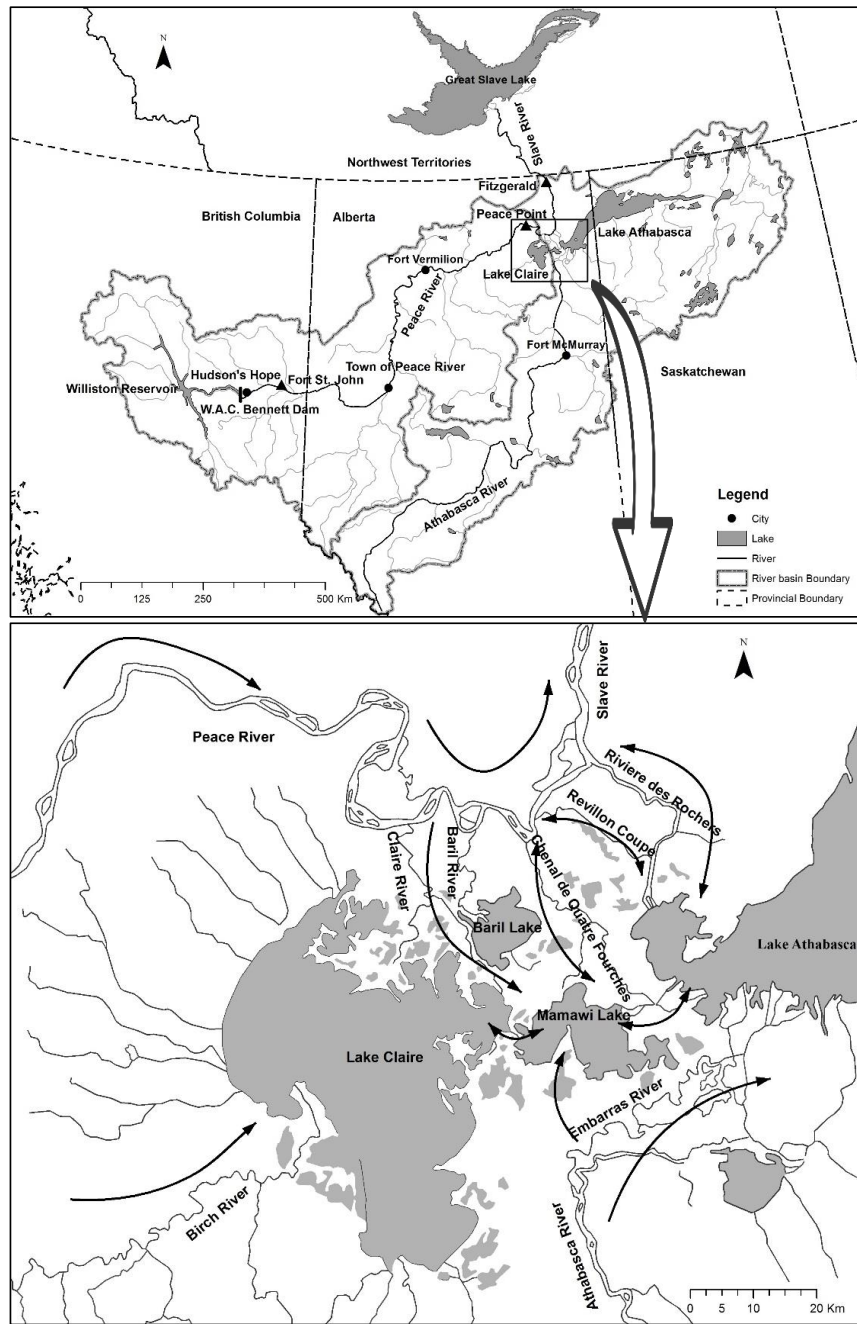 N
Great Slave Lake
Slave River
Northwest Territories
Fitzgerald
British Columbia
Alberta
Peace Point
Lake Athabasca
Fort Vermilion
Lake Claire
Peace River
Fort McMurray
Hudson's Hope
Town of Peace River
Saskatchewan
Williston Reservoir
Fort St. John
W.A.C. Bennett Dam
Athabasca River
Legend
City
Lake
River
River basin Boundary
Provincial Boundary
0 125 250 500 Km
N
Slave River
Peace River
Riviere des Rochers
Revillon Coupe
Claire River
Baril River
Chenal de Quatre Fourches
Baril Lake
Lake Athabasca
Mamawi Lake
Lake Claire
Embarras River
Birch River
Athabasca River
0 5 10 20 Km